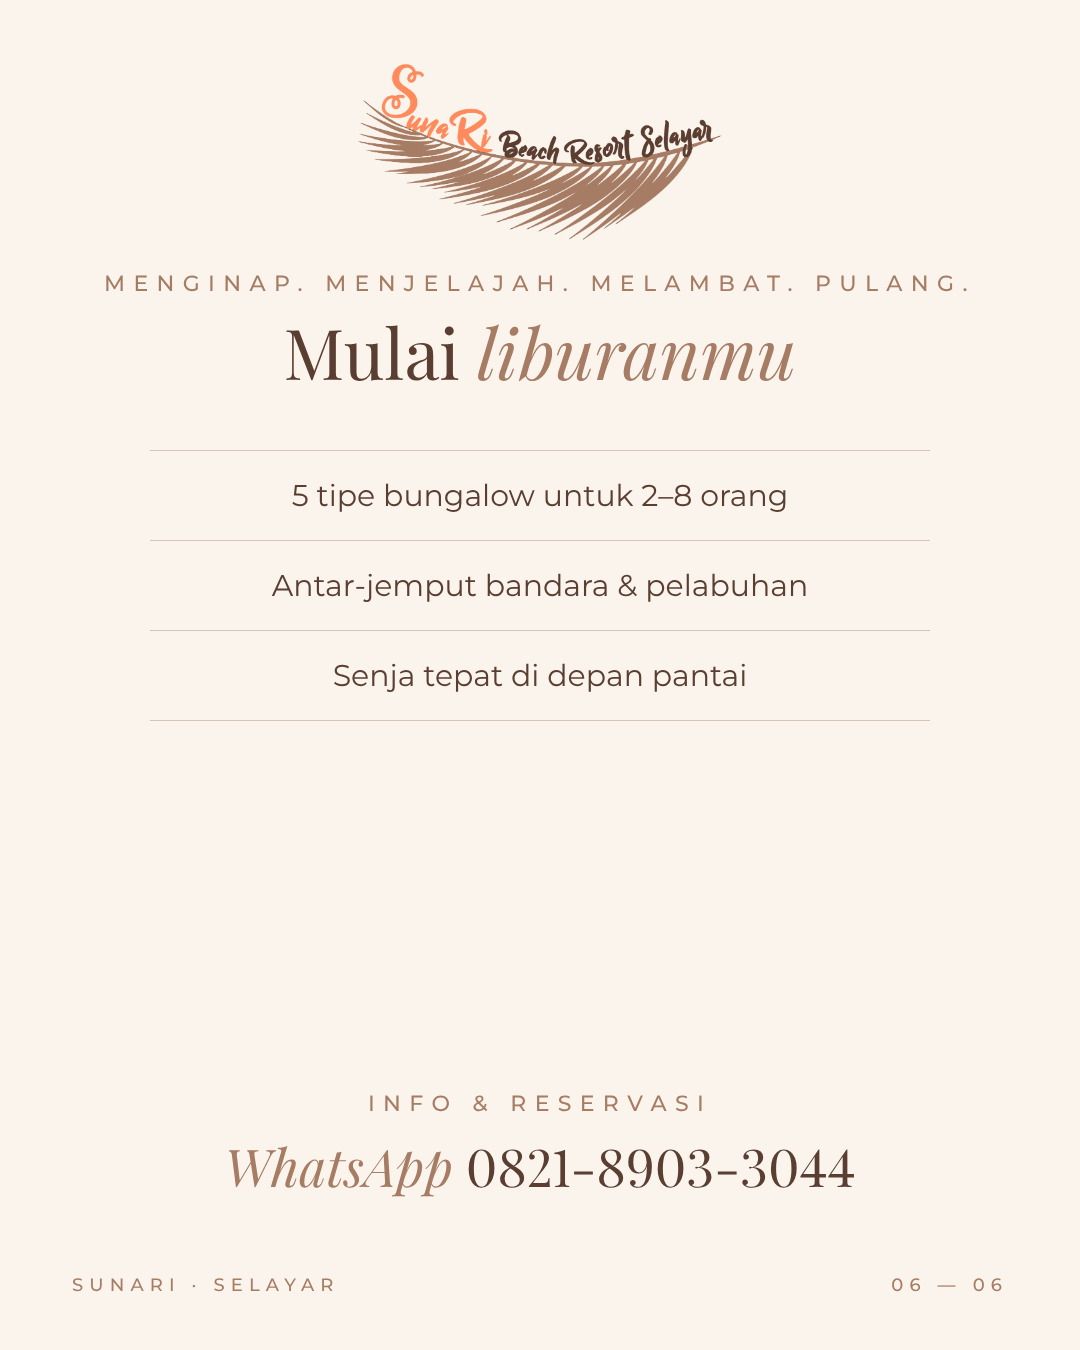 SunaRi Beach Resort Selayar
MENGINAP. MENJELAJAH. MELAMBAT. PULANG.
Mulai liburanmu
5 tipe bungalow untuk 2–8 orang
Antar-jemput bandara & pelabuhan
Senja tepat di depan pantai
INFO & RESERVASI
WhatsApp 0821-8903-3044
SUNARI · SELAYAR
06 — 06